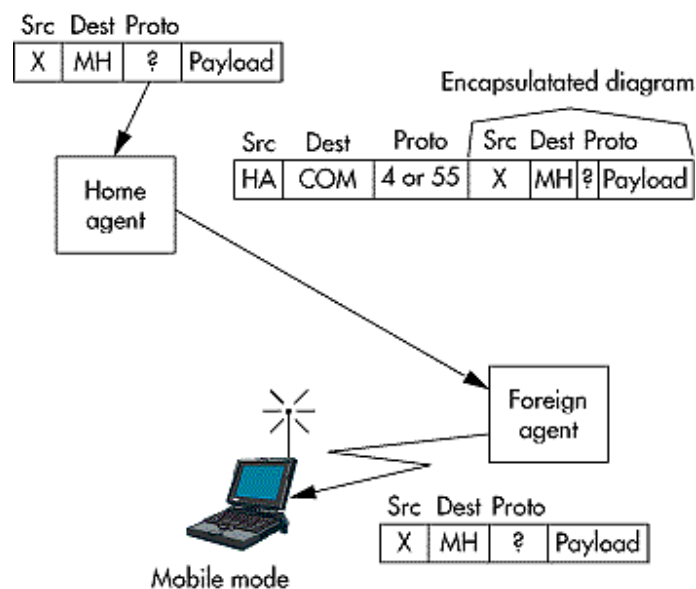 Src Dest Proto
X MH ? Payload
Encapsulatated diagram
Src Dest Proto Src Dest Proto
HA COM 4 or 55 X MH ? Payload
Home
agent
Foreign
agent
Src Dest Proto
X MH ? Payload
Mobile mode